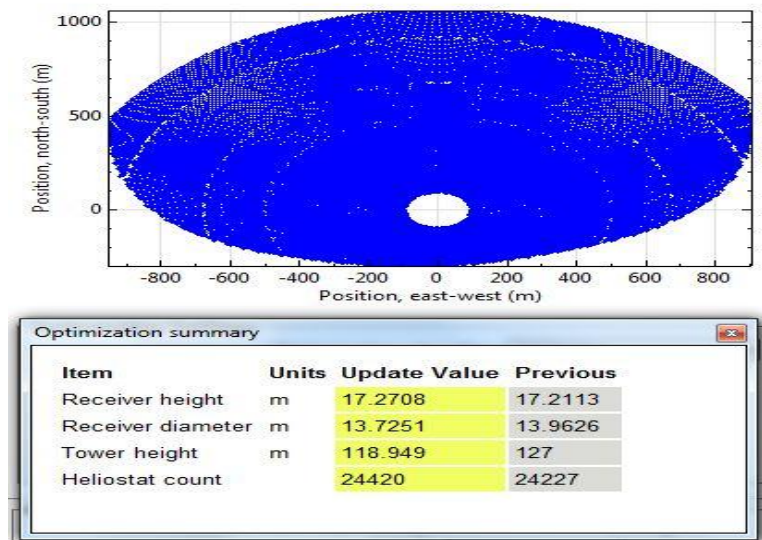 1000
500
0
Position, north-south (m)
-800 -600 -400 -200 0 200 400 600 800
Position, east-west (m)
Optimization summary
Item Units Update Value Previous
Receiver height m 17.2708 17.2113
Receiver diameter m 13.7251 13.9626
Tower height m 118.949 127
Heliostat count 24420 24227